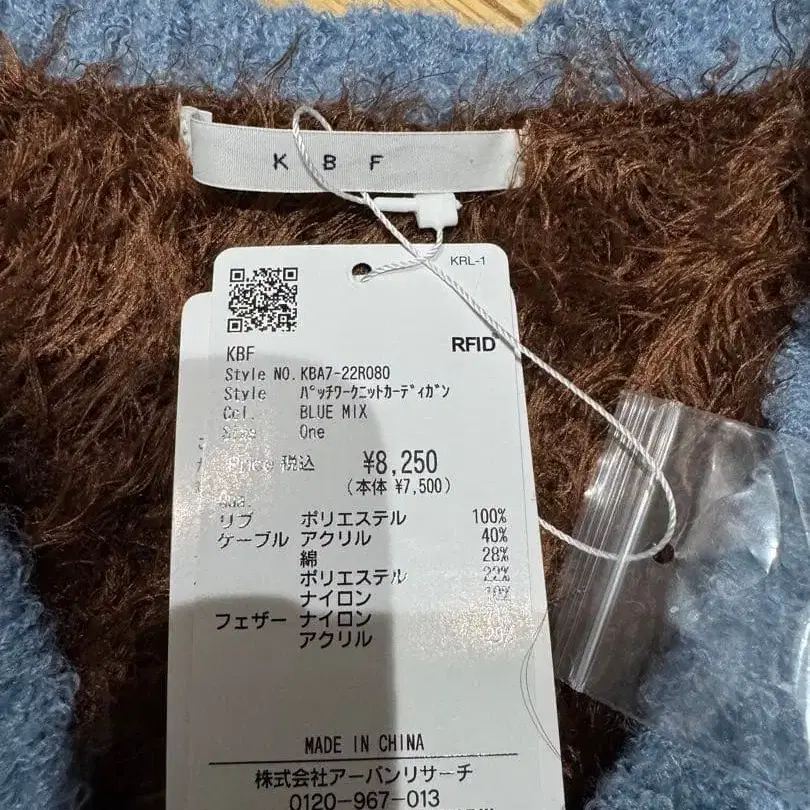 K B F
KRL-1
RFID
KBF
Style NO. KBA7-22R080
Style パッチワークニットカーディガン
Col. BLUE MIX
Size One
Price 税込 ¥8,250
(本体 ¥7,500)
リブ ポリエステル 100%
ケーブル アクリル 40%
綿 28%
ポリエステル 22%
ナイロン 10%
フェザー ナイロン
アクリル
MADE IN CHINA
株式会社アーバンリサーチ
0120-967-013